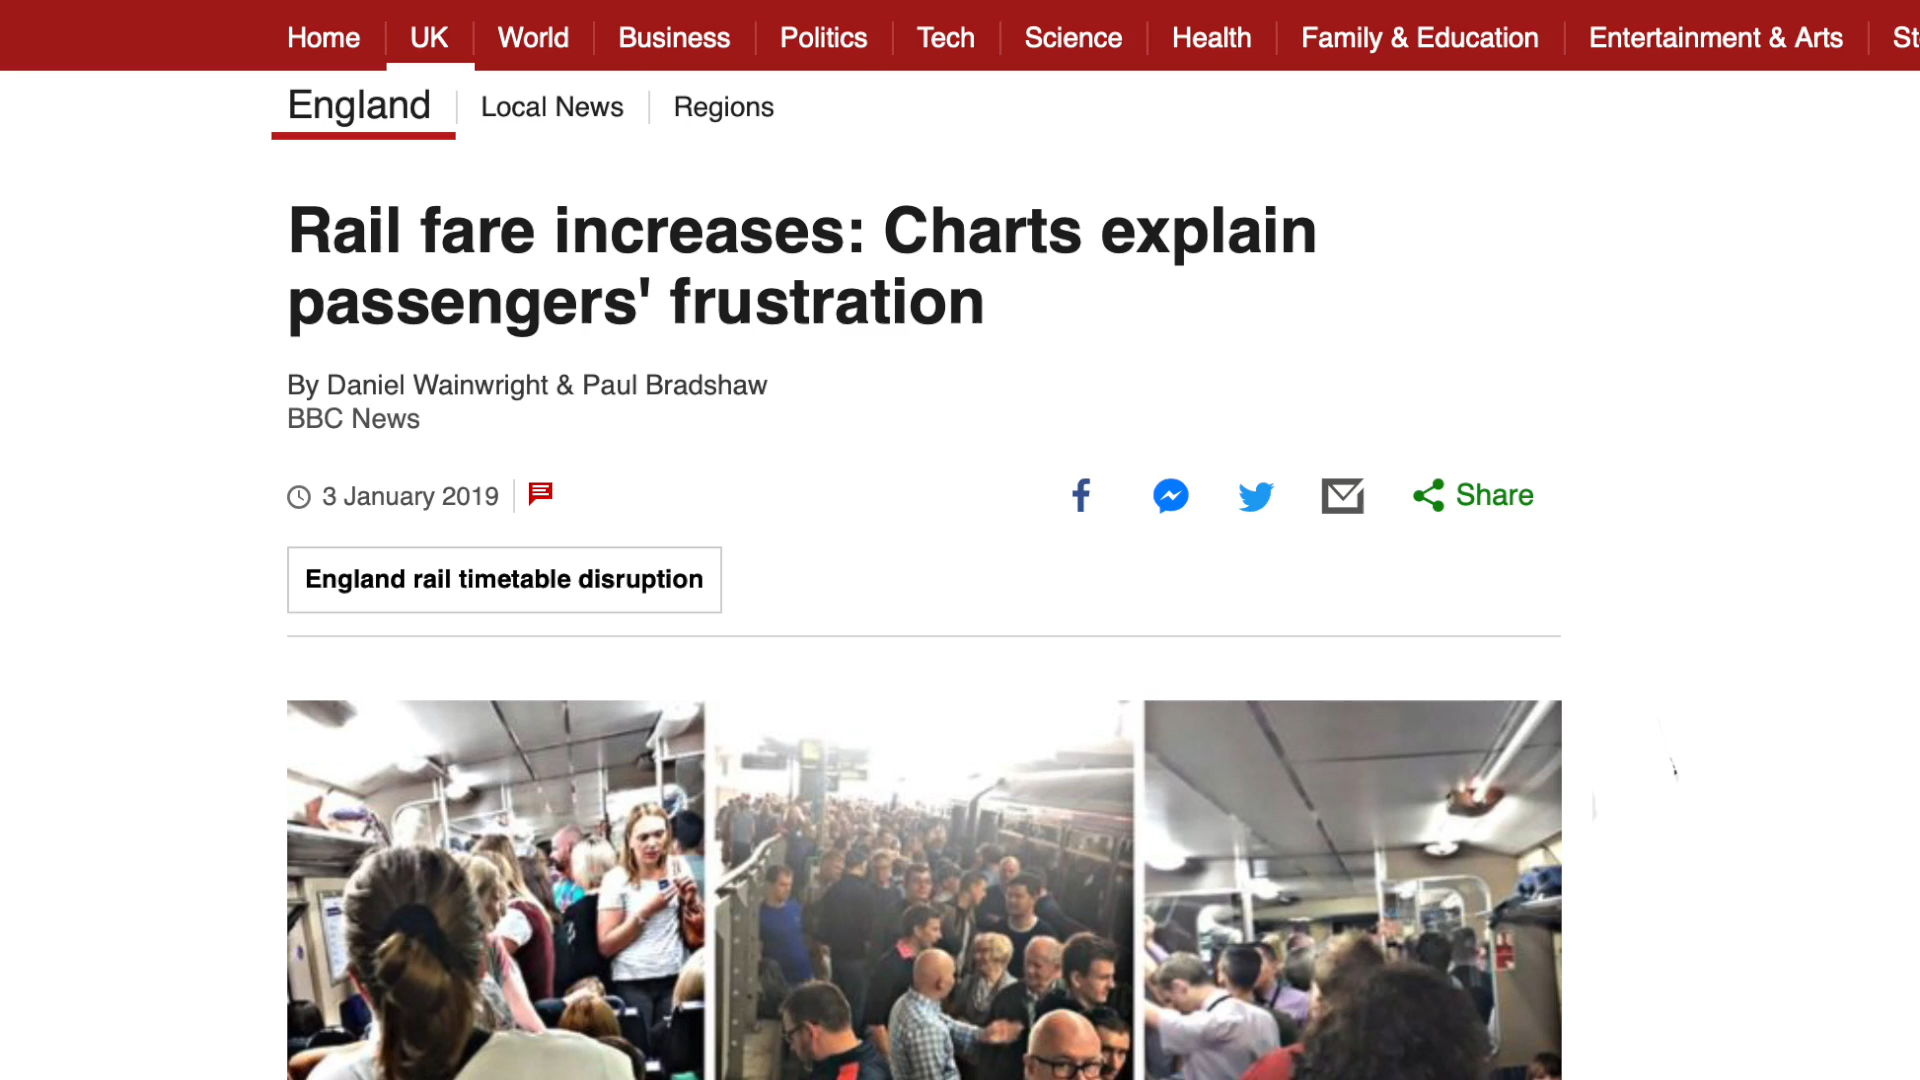 Home UK World Business Politics Tech Science Health Family & Education Entertainment & Arts St
England Local News Regions
Rail fare increases: Charts explain
passengers' frustration
By Daniel Wainwright & Paul Bradshaw
BBC News
3 January 2019
Share
England rail timetable disruption